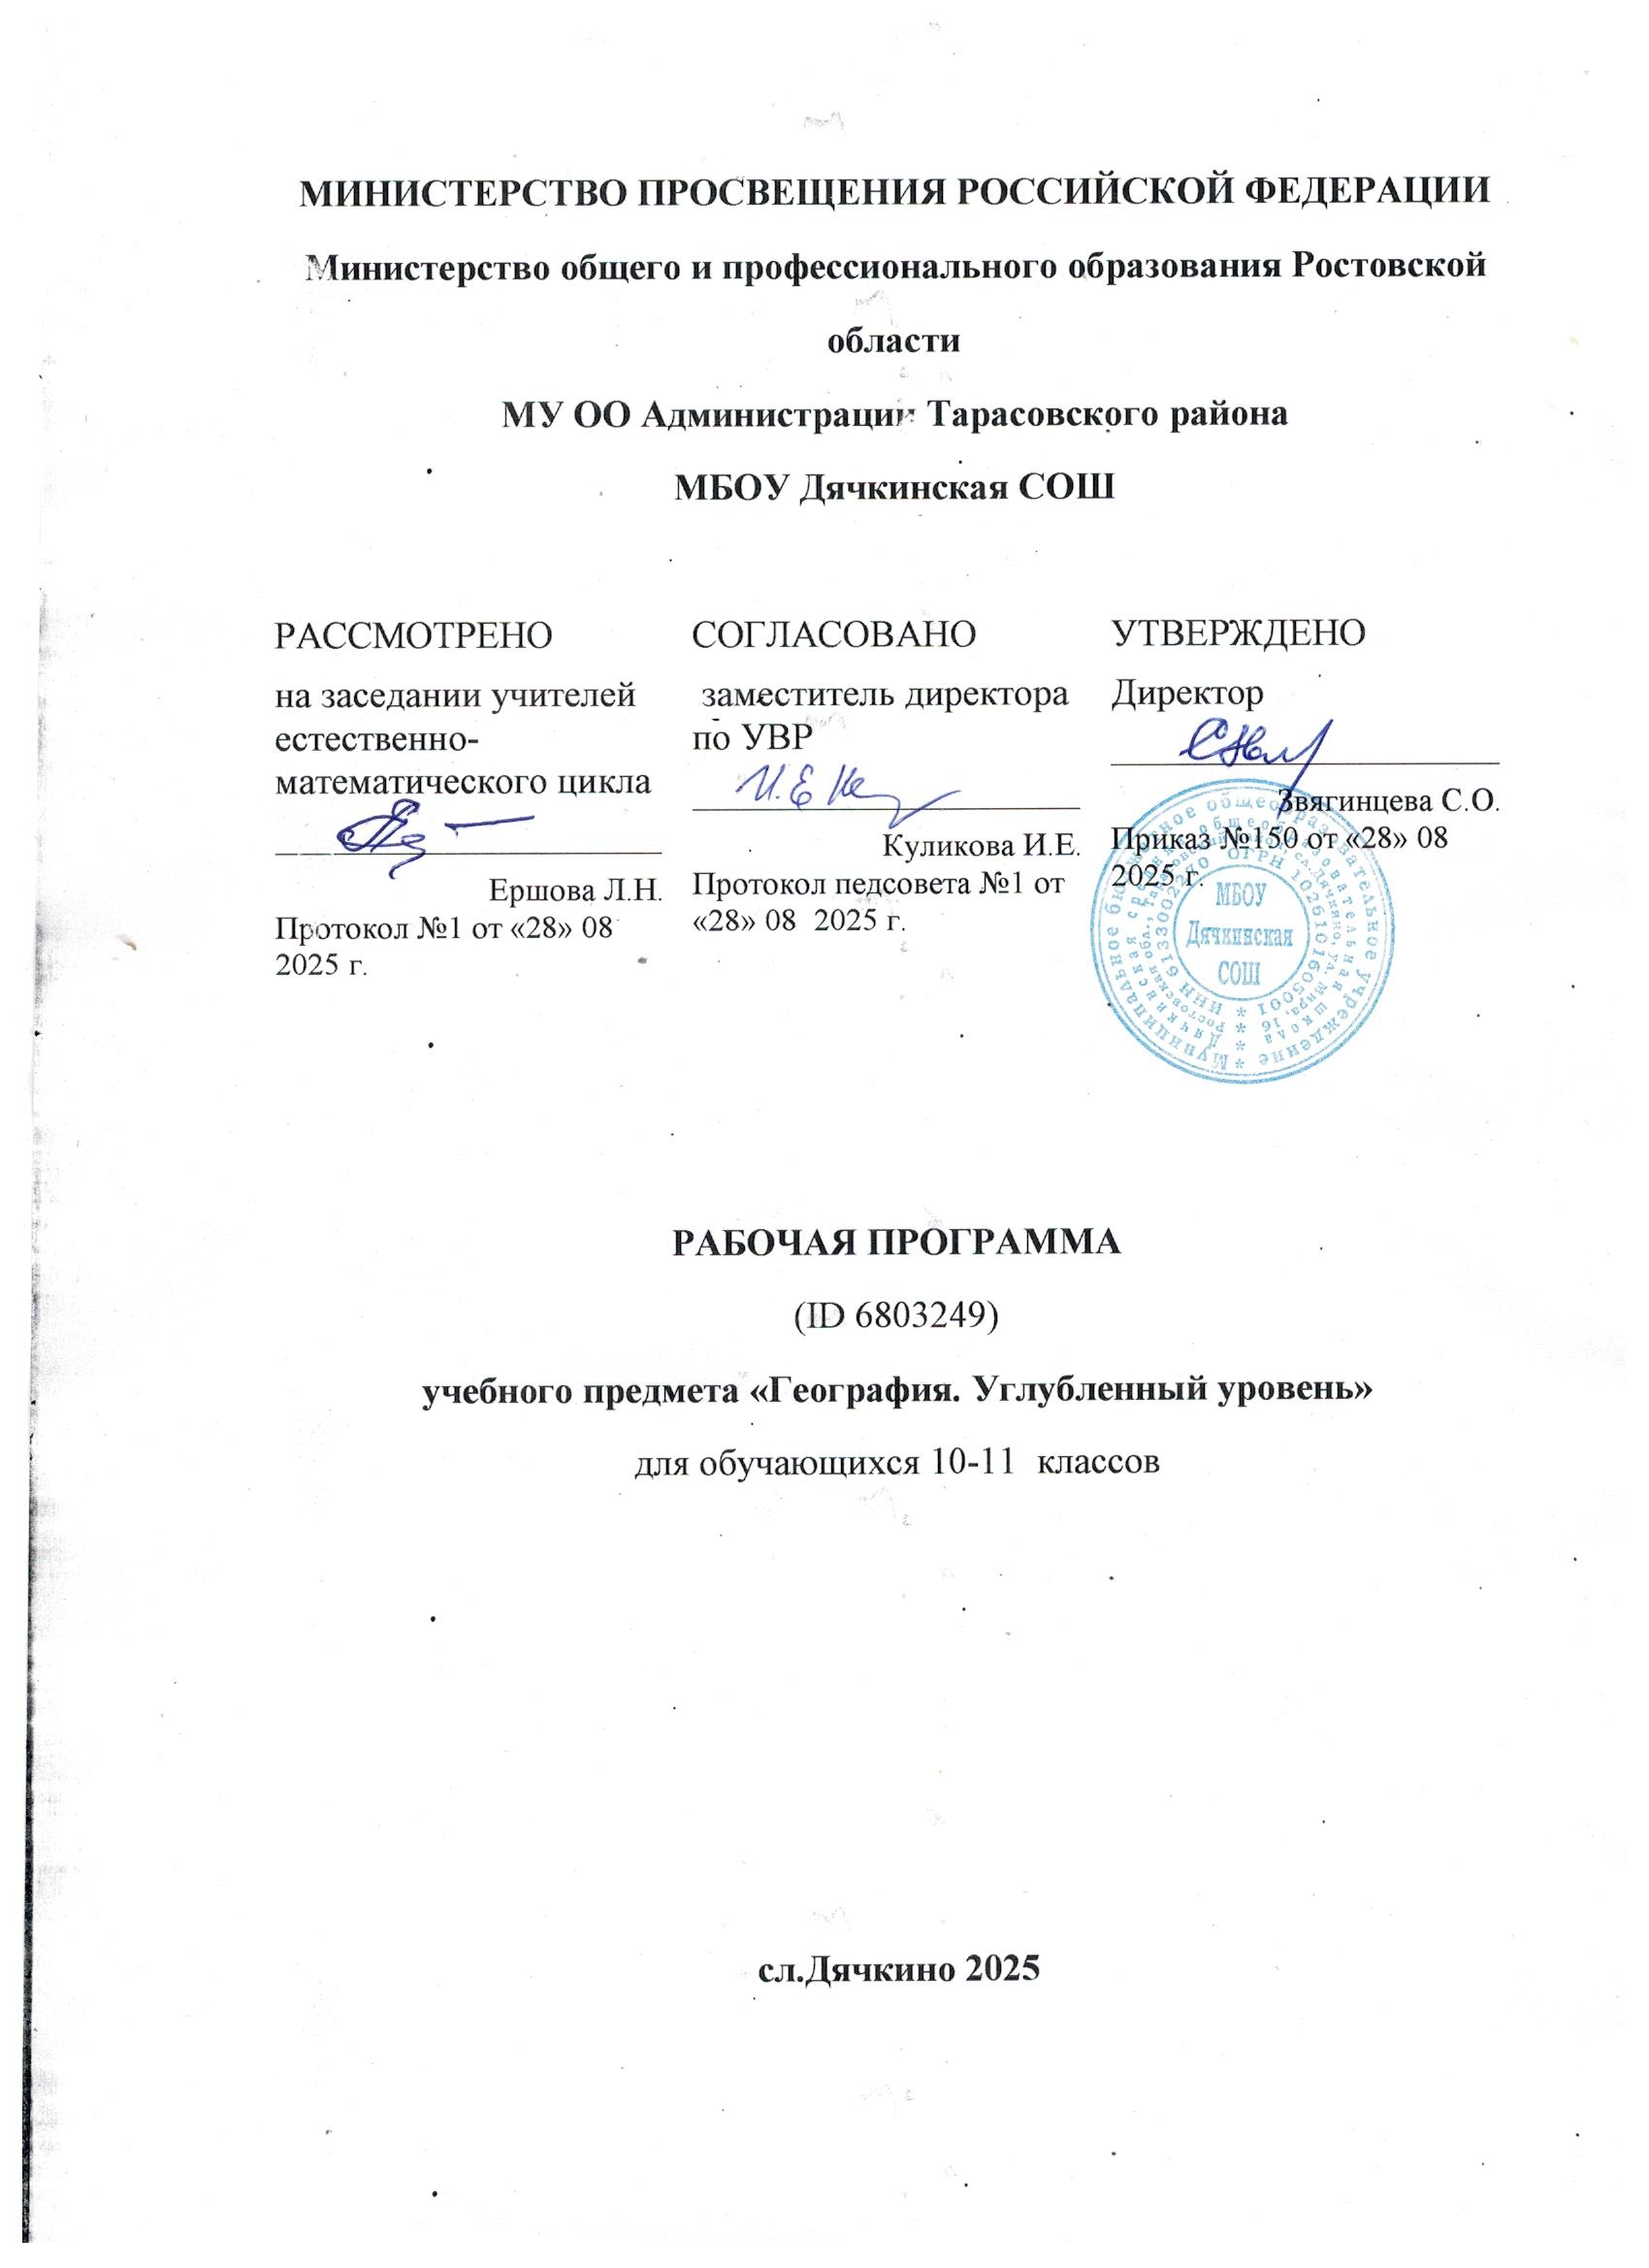 МИНИСТЕРСТВО ПРОСВЕЩЕНИЯ РОССИЙСКОЙ ФЕДЕРАЦИИ
Министерство общего и профессионального образования Ростовской
области
МУ ОО Администрации Тарасовского района
МБОУ Дячкинская СОШ
РАССМОТРЕНО
на заседании учителей
естественно-
математического цикла
Ершова Л.Н.
Протокол №1 от «28» 08
2025 г.
СОГЛАСОВАНО
заместитель директора
по УВР
Куликова И.Е.
Протокол педсовета №1 от
«28» 08 2025 г.
УТВЕРЖДЕНО
Директор
Звягинцева С.О.
Приказ №150 от «28» 08
2025 г.
МБОУ
Дячкинская
СОШ
РАБОЧАЯ ПРОГРАММА
(ID 6803249)
учебного предмета «География. Углубленный уровень»
для обучающихся 10-11 классов
сл.Дячкино 2025